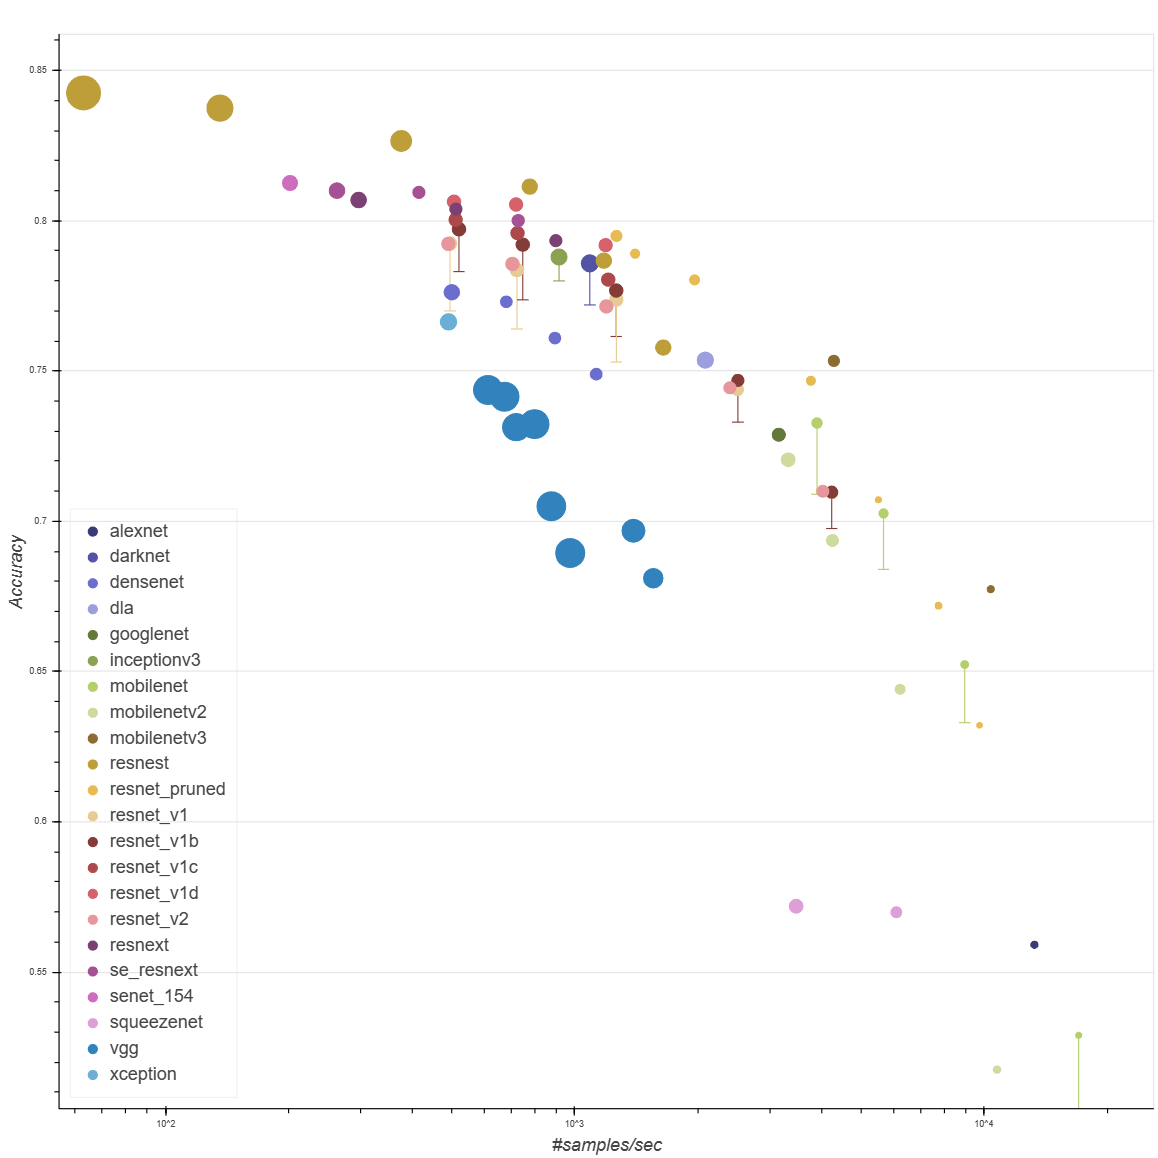 0.85
0.8
0.75
0.7
0.65
0.6
0.55
Accuracy
alexnet
darknet
densenet
dla
googlenet
inceptionv3
mobilenet
mobilenetv2
mobilenetv3
resnest
resnet_pruned
resnet_v1
resnet_v1b
resnet_v1c
resnet_v1d
resnet_v2
resnext
se_resnext
senet_154
squeezenet
vgg
xception
10^2
10^3
10^4
#samples/sec